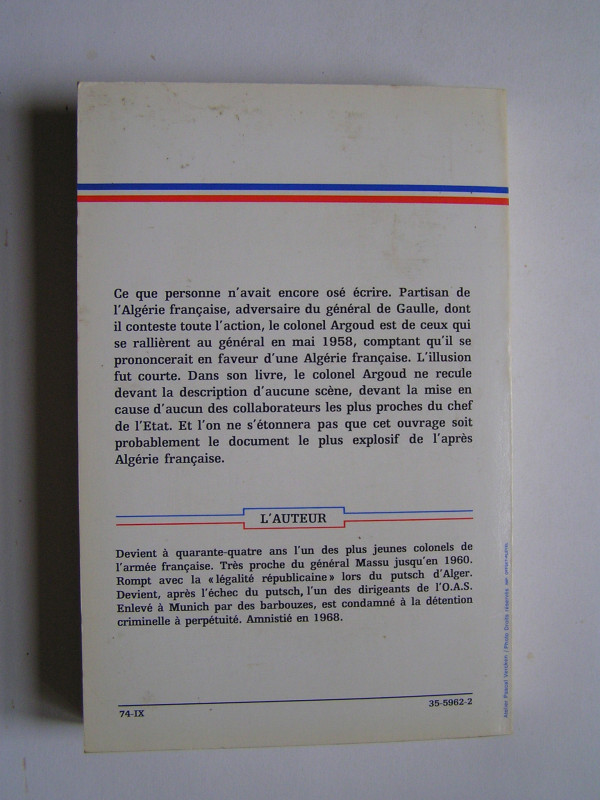 Ce que personne n'avait encore osé écrire. Partisan de
l'Algérie française, adversaire du général de Gaulle, dont
il conteste toute l'action, le colonel Argoud est de ceux qui
se rallièrent au général en mai 1958, comptant qu'il se
prononcerait en faveur d'une Algérie française. L'illusion
fut courte. Dans son livre, le colonel Argoud ne recule
devant la description d'aucune scène, devant la mise en
cause d'aucun des collaborateurs les plus proches du chef
de l'Etat. Et l'on ne s'étonnera pas que cet ouvrage soit
probablement le document le plus explosif de l'après
Algérie française.
L'AUTEUR
Devient à quarante-quatre ans l'un des plus jeunes colonels de
l'armée française. Très proche du général Massu jusqu'en 1960.
Rompt avec la «légalité républicaine» lors du putsch d'Alger.
Devient, après l'échec du putsch, l'un des dirigeants de l'O.A.S.
Enlevé à Munich par des barbouzes, est condamné à la détention
criminelle à perpétuité. Amnistié en 1968.
74-IX
35-5962-2
Atelier Pascal Vercken / Photo Droits réservés